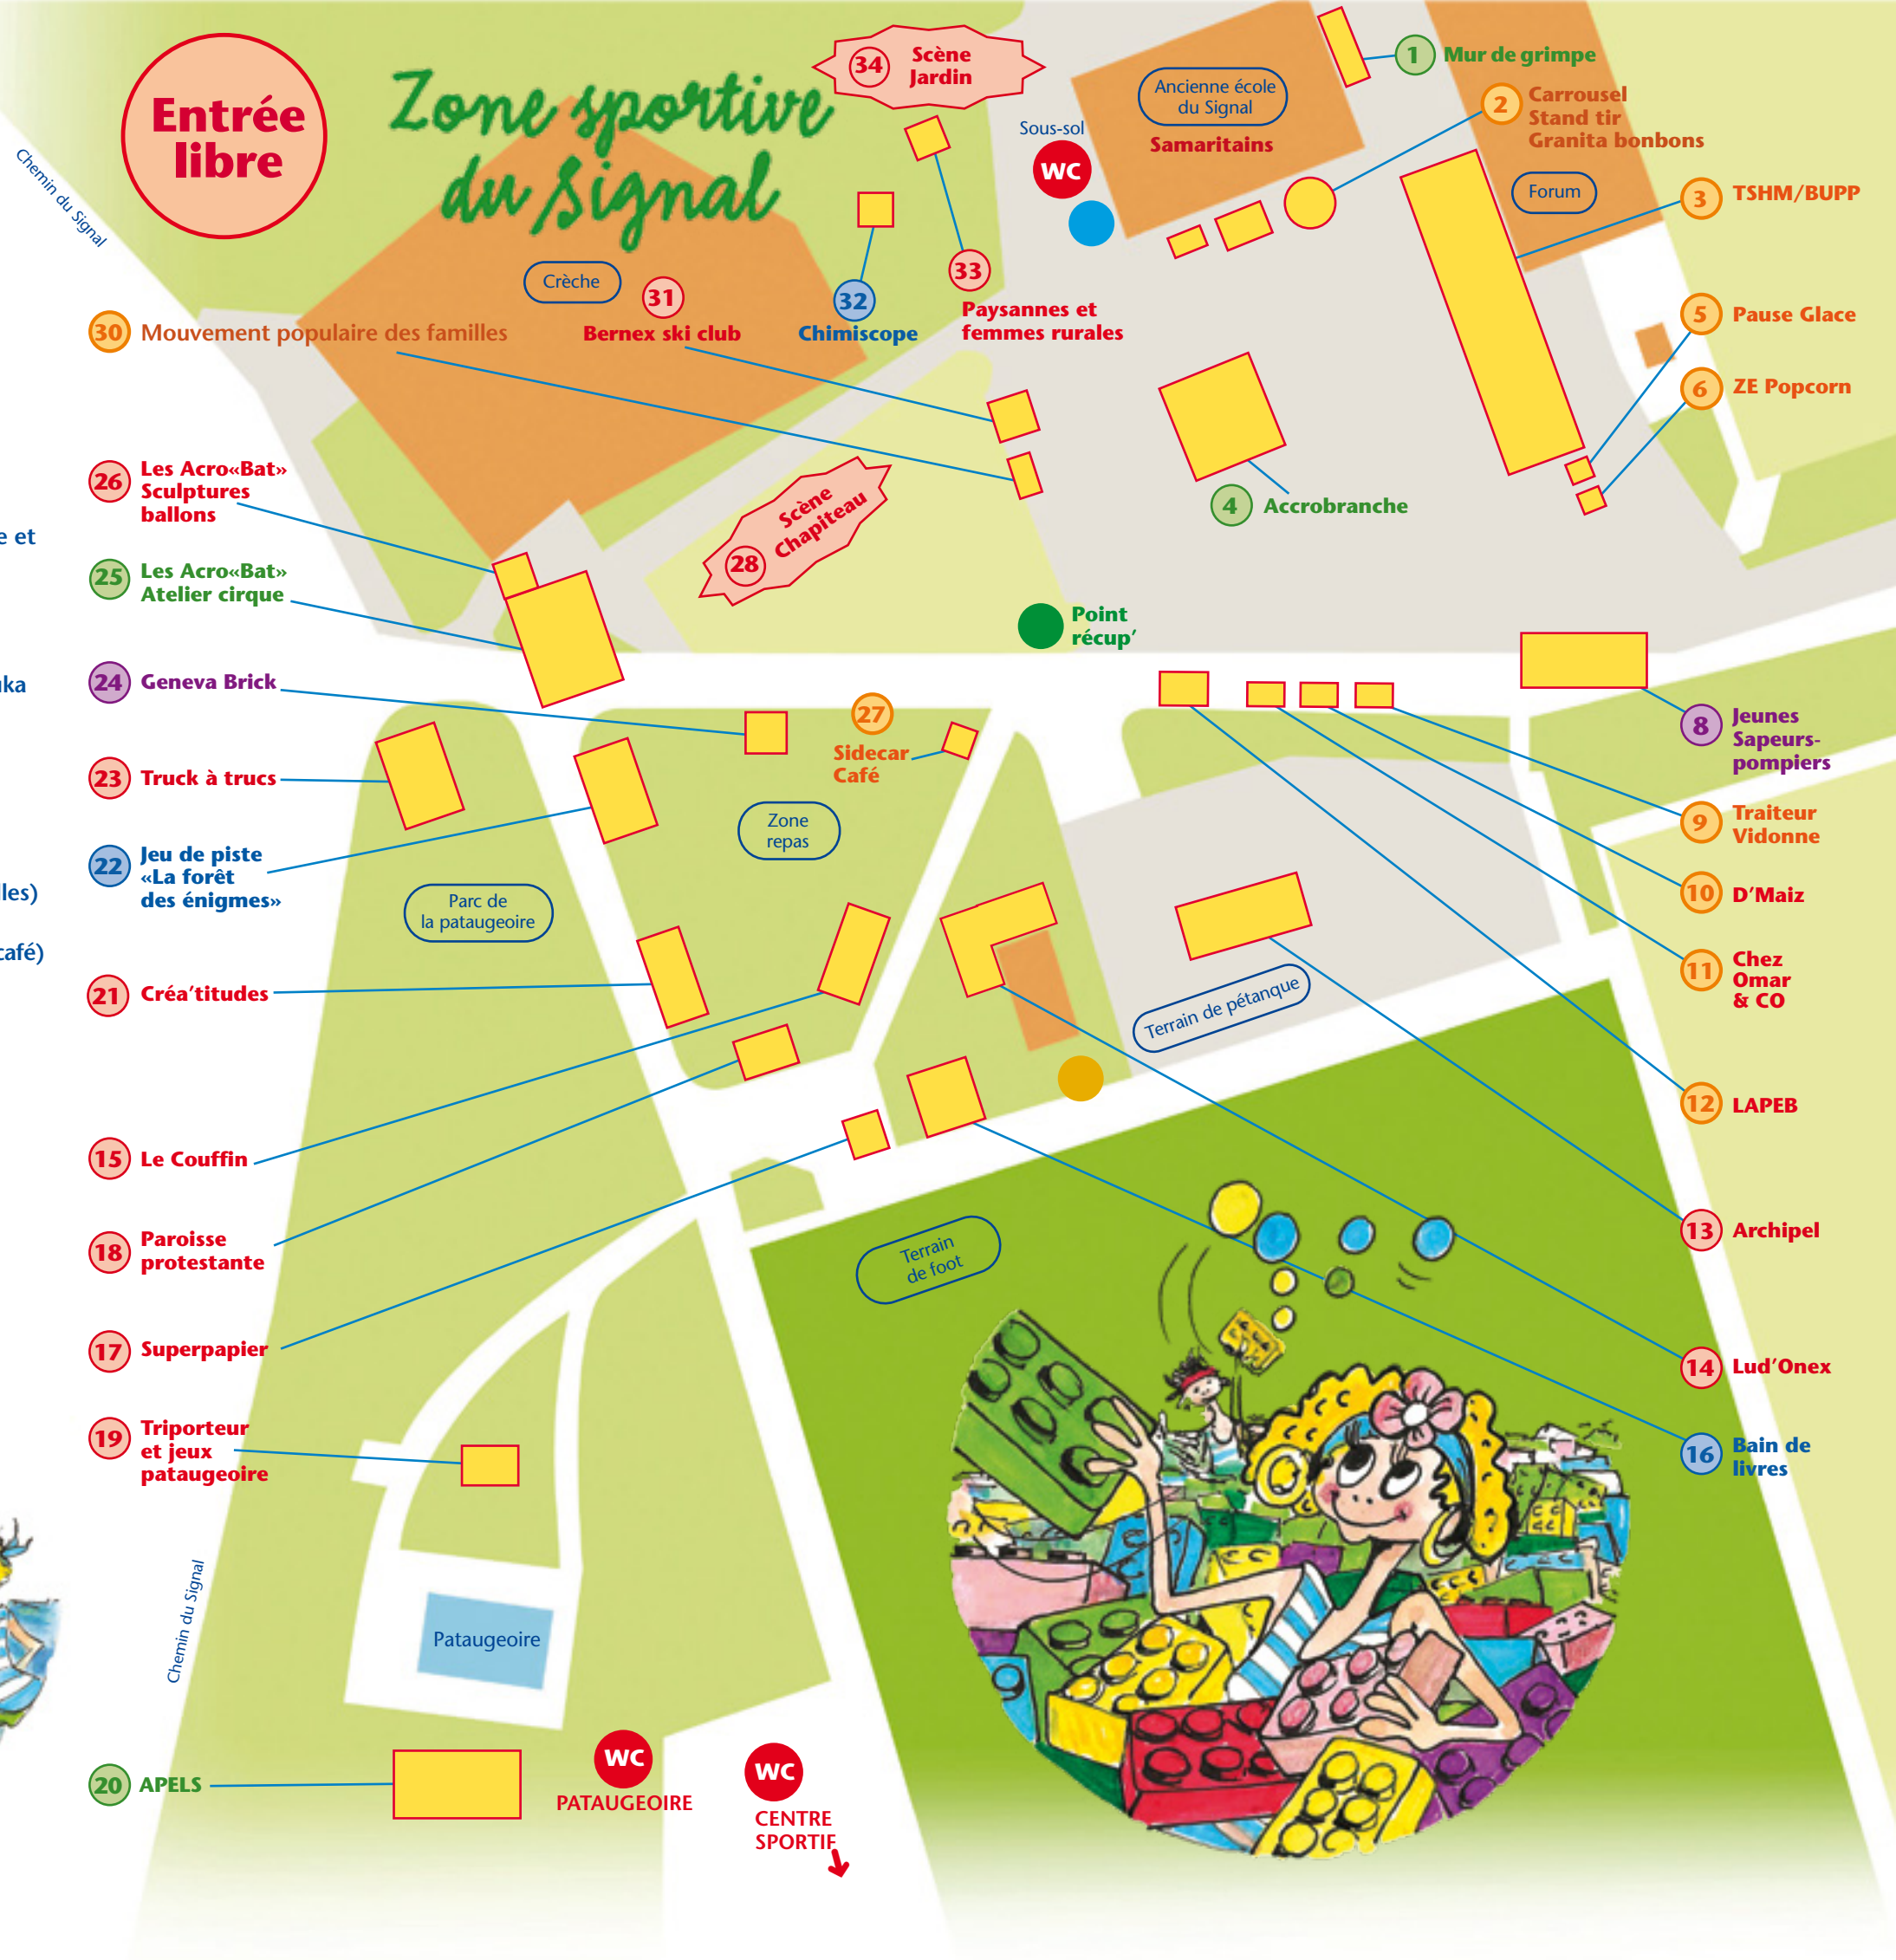 Entrée
libre
Zone sportive
du signal
Chemin du Signal
34
Scène
Jardin
Ancienne école
du Signal
Samaritains
Sous-sol
WC
1 Mur de grimpe
2 Carrousel
Stand tir
Granita bonbons
Forum
3 TSHM/BUPP
5 Pause Glace
6 ZE Popcorn
4 Accrobranche
Crèche
31
Bernex ski club
32
Chimiscope
33
Paysannes et
femmes rurales
30 Mouvement populaire des familles
26 Les Acro«Bat»
Sculptures
ballons
e et
25 Les Acro«Bat»
Atelier cirque
28
Scène
Chapiteau
Point
récup’
24 Geneva Brick
27
Sidecar
Café
23 Truck à trucs
22 Jeu de piste
«La forêt
des énigmes»
Zone
repas
Parc de
la pataugeoire
lles)
café)
21 Créa’titudes
8 Jeunes
Sapeurs-
pompiers
9 Traiteur
Vidonne
10 D’Maiz
11 Chez
Omar
& CO
Terrain de pétanque
12 LAPEB
15 Le Couffin
18 Paroisse
protestante
13 Archipel
Terrain
de foot
17 Superpapier
14 Lud’Onex
19 Triporteur
et jeux
pataugeoire
16 Bain de
livres
Chemin du Signal
Pataugeoire
20 APELS
WC
PATAUGEOIRE
WC
CENTRE
SPORTIF